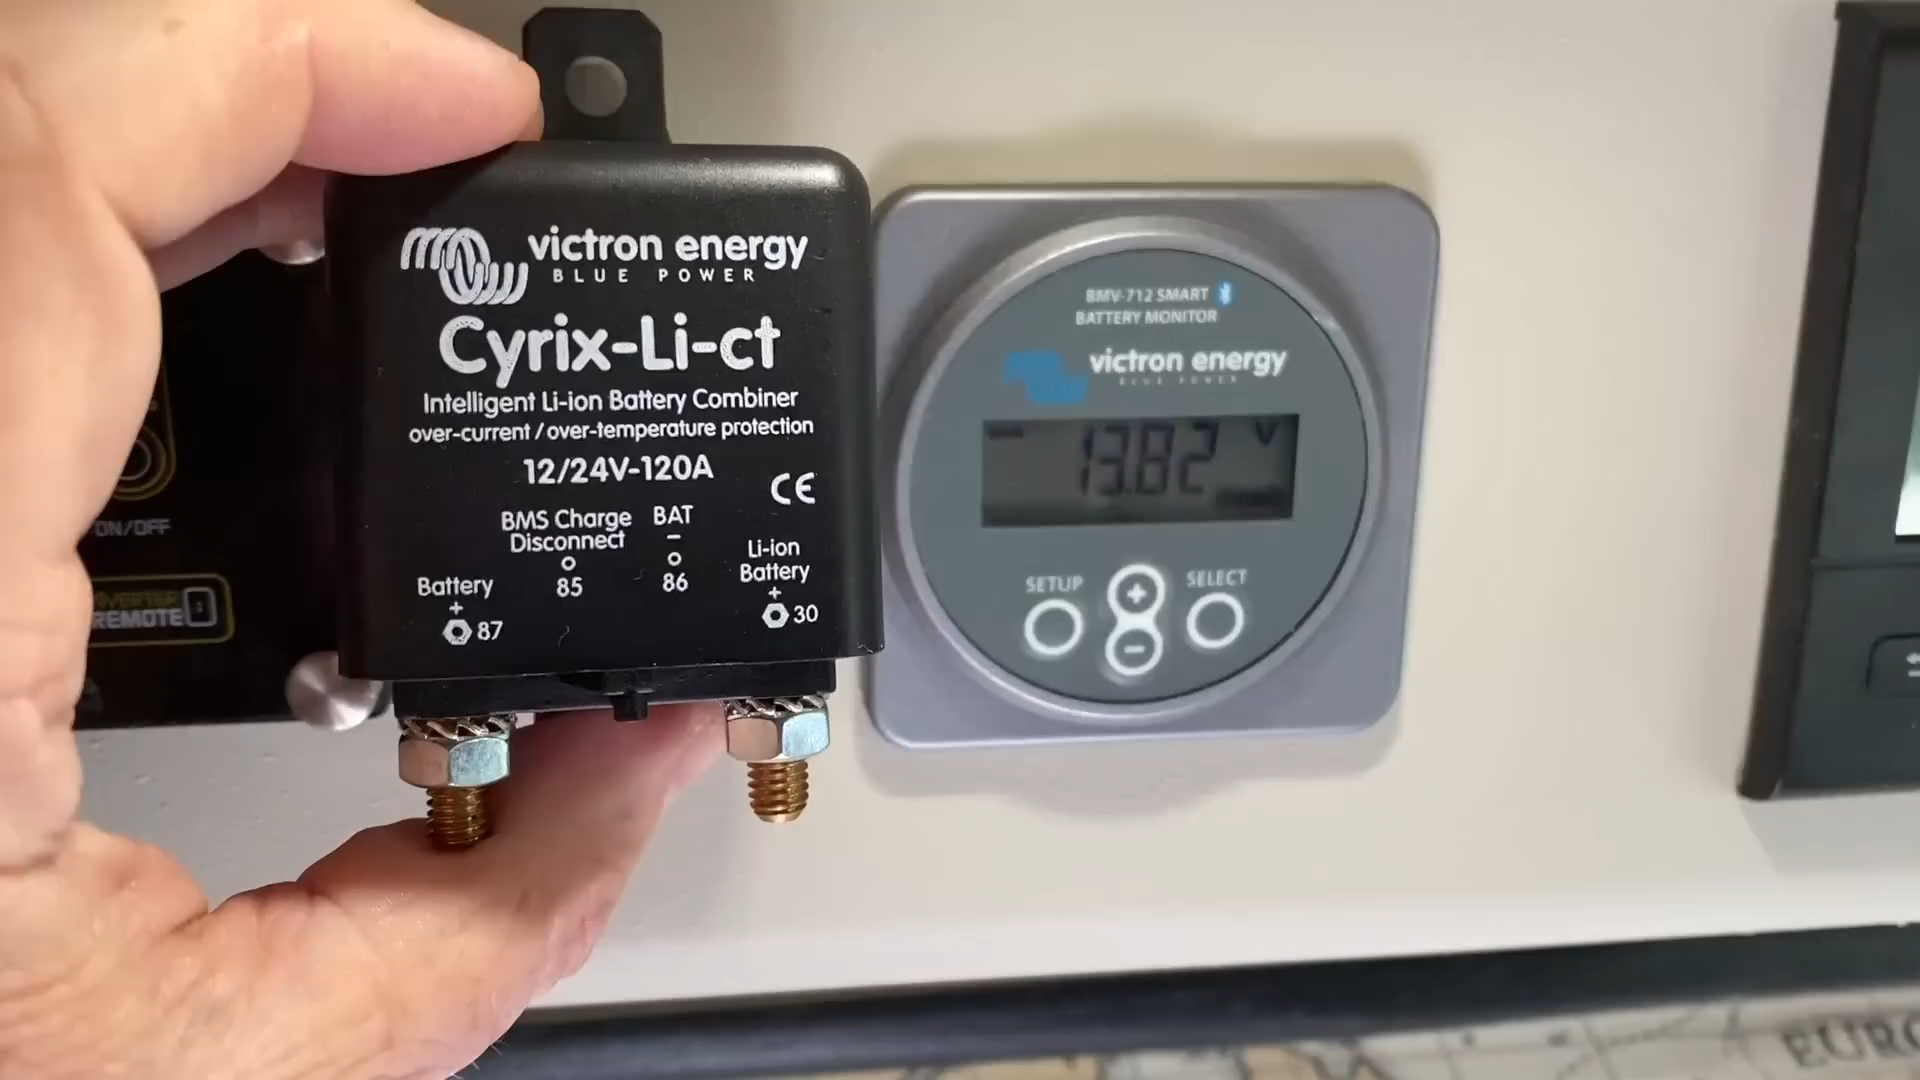 victron energy
BLUE POWER
Cyrix-Li-ct
Intelligent Li-ion Battery Combiner
over-current / over-temperature protection
12/24V-120A
CE
BMS Charge
Disconnect
85
BAT
−
86
Battery
+
87
Li-ion
Battery
+
30
BMV-712 SMART
BATTERY MONITOR
victron energy
BLUE POWER
13.82 V
SETUP
+
−
SELECT
ON/OFF
REMOTE